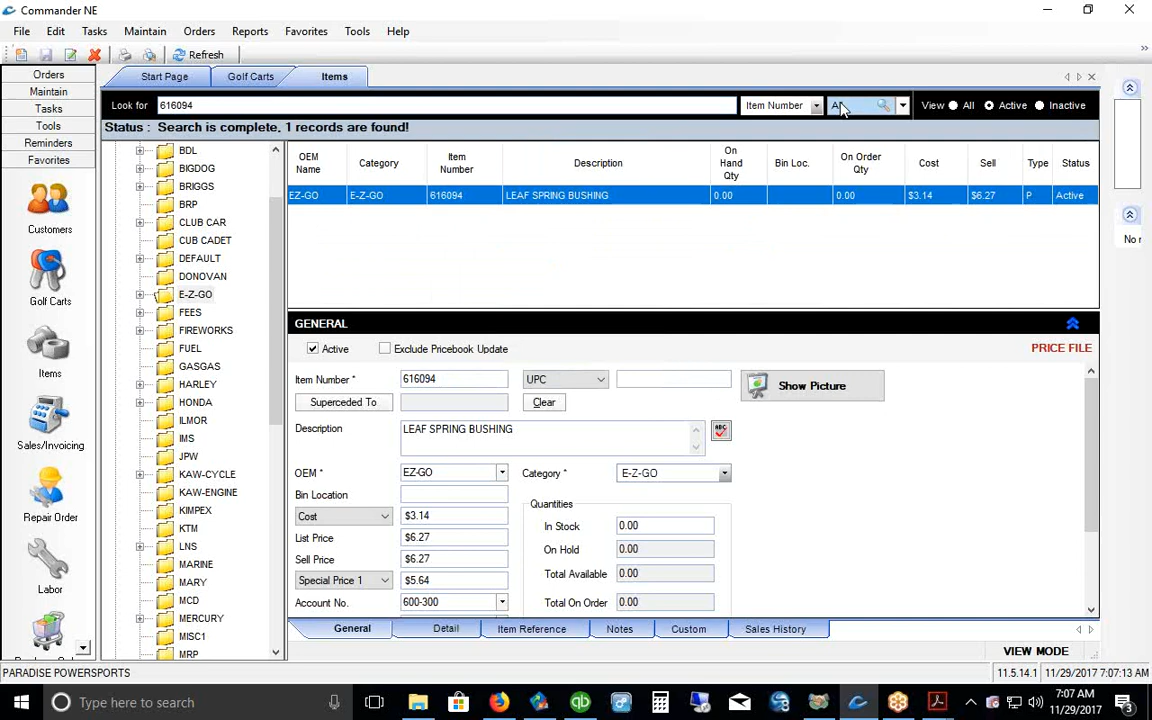 Commander NE
File Edit Tasks Maintain Orders Reports Favorites Tools Help
Refresh
Orders
Maintain
Tasks
Tools
Reminders
Favorites
Customers
Golf Carts
Items
Sales/Invoicing
Repair Order
Labor
Start Page Golf Carts Items
Look for 616094 Item Number View All Active Inactive
Status : Search is complete, 1 records are found!
BDL
BIGDOG
BRIGGS
BRP
CLUB CAR
CUB CADET
DEFAULT
DONOVAN
E-Z-GO
FEES
FIREWORKS
FUEL
GASGAS
HARLEY
HONDA
ILMOR
IMS
JPW
KAW-CYCLE
KAW-ENGINE
KIMPEX
KTM
LNS
MARINE
MARY
MCD
MERCURY
MISC1
MRP
OEM Name Category Item Number Description On Hand Qty Bin Loc. On Order Qty Cost Sell Type Status
EZ-GO E-Z-GO 616094 LEAF SPRING BUSHING 0.00 0.00 $3.14 $6.27 P Active
No r
GENERAL
Active Exclude Pricebook Update PRICE FILE
Item Number * 616094 UPC Show Picture
Superceded To Clear
Description LEAF SPRING BUSHING ABC
OEM * EZ-GO Category * E-Z-GO
Bin Location Quantities
Cost $3.14 In Stock 0.00
List Price $6.27 On Hold 0.00
Sell Price $6.27
Special Price 1 $5.64 Total Available 0.00
Account No. 600-300 Total On Order 0.00
General Detail Item Reference Notes Custom Sales History
VIEW MODE
PARADISE POWERSPORTS 11.5.14.1 11/29/2017 7:07:13 AM
Type here to search 7:07 AM
11/29/2017 3